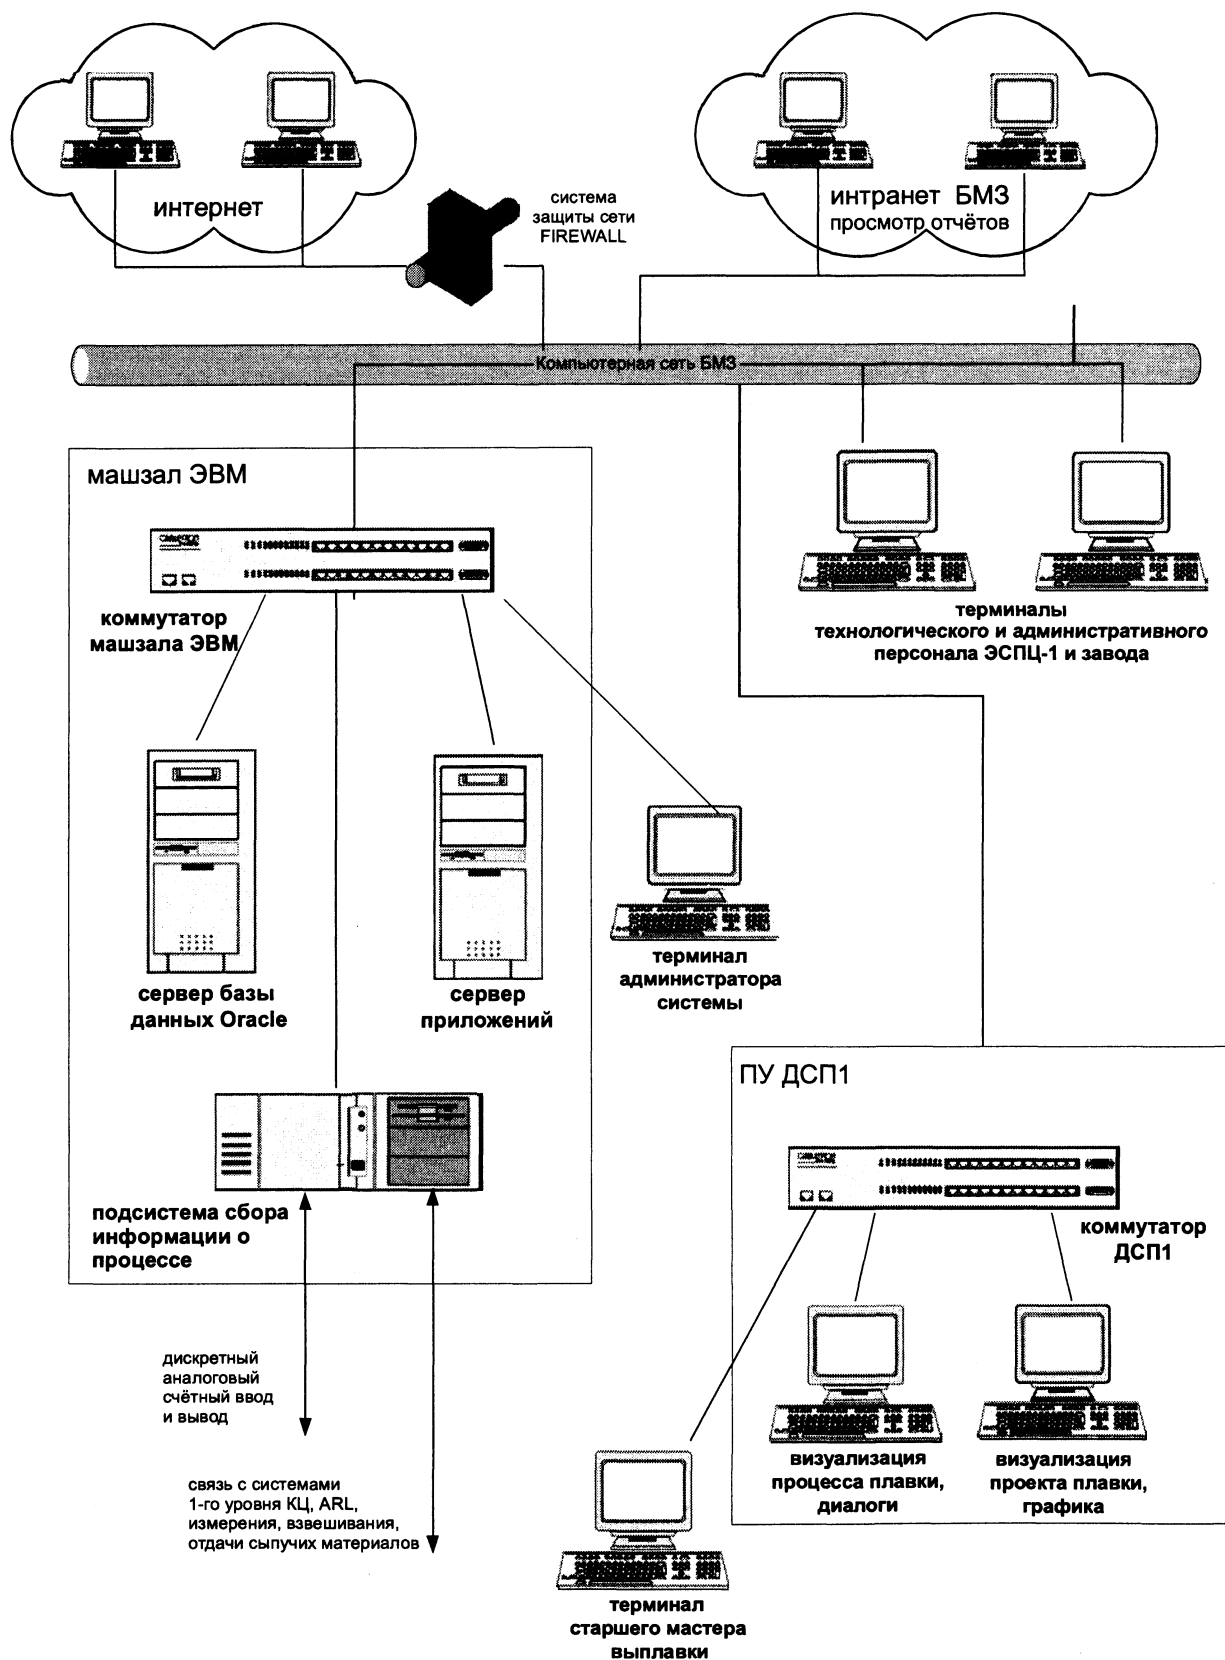 интернет
система
защиты сети
FIREWALL
интранет БМЗ
просмотр отчётов
Компьютерная сеть БМЗ
машзал ЭВМ
коммутатор
машзала ЭВМ
терминалы
технологического и административного
персонала ЭСПЦ-1 и завода
сервер базы
данных Oracle
сервер
приложений
терминал
администратора
системы
подсистема сбора
информации о
процессе
ПУ ДСП1
коммутатор
ДСП1
дискретный
аналоговый
счётный ввод
и вывод
визуализация
процесса плавки,
диалоги
визуализация
проекта плавки,
графика
связь с системами
1-го уровня КЦ, ARL,
измерения, взвешивания,
отдачи сыпучих материалов
терминал
старшего мастера
выплавки